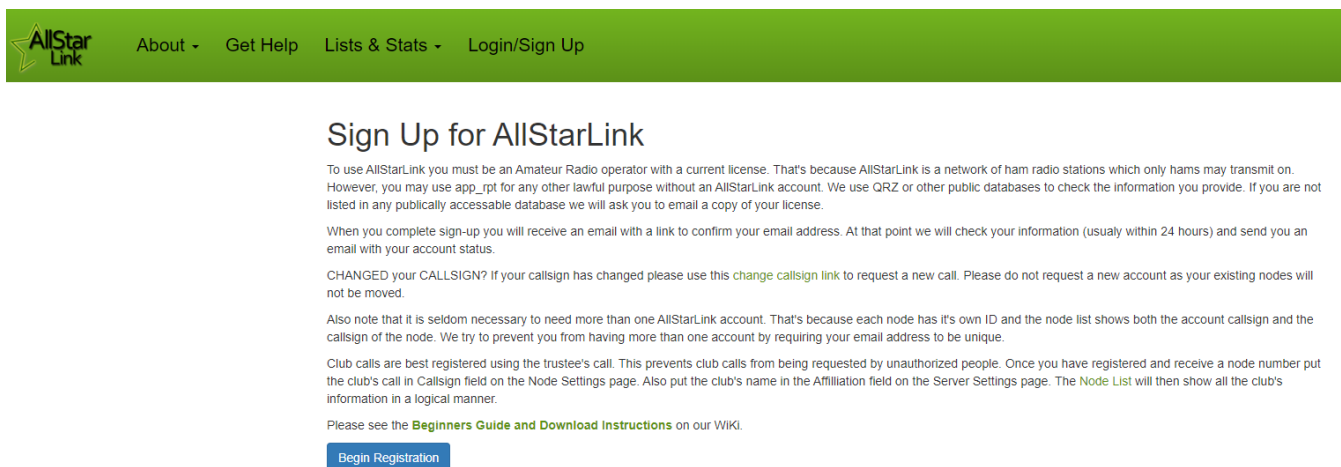 AllStar
Link
About
Get Help
Lists & Stats
Login/Sign Up
Sign Up for AllStarLink
To use AllStarLink you must be an Amateur Radio operator with a current license. That's because AllStarLink is a network of ham radio stations which only hams may transmit on.
However, you may use app_rpt for any other lawful purpose without an AllStarLink account. We use QRZ or other public databases to check the information you provide. If you are not
listed in any publically accessable database we will ask you to email a copy of your license.
When you complete sign-up you will receive an email with a link to confirm your email address. At that point we will check your information (usualy within 24 hours) and send you an
email with your account status.
CHANGED your CALLSIGN? If your callsign has changed please use this change callsign link to request a new call. Please do not request a new account as your existing nodes will
not be moved.
Also note that it is seldom necessary to need more than one AllStarLink account. That's because each node has it's own ID and the node list shows both the account callsign and the
callsign of the node. We try to prevent you from having more than one account by requiring your email address to be unique.
Club calls are best registered using the trustee's call. This prevents club calls from being requested by unauthorized people. Once you have registered and receive a node number put
the club's call in Callsign field on the Node Settings page. Also put the club's name in the Affilliation field on the Server Settings page. The Node List will then show all the club's
information in a logical manner.
Please see the Beginners Guide and Download Instructions on our WiKi.
Begin Registration